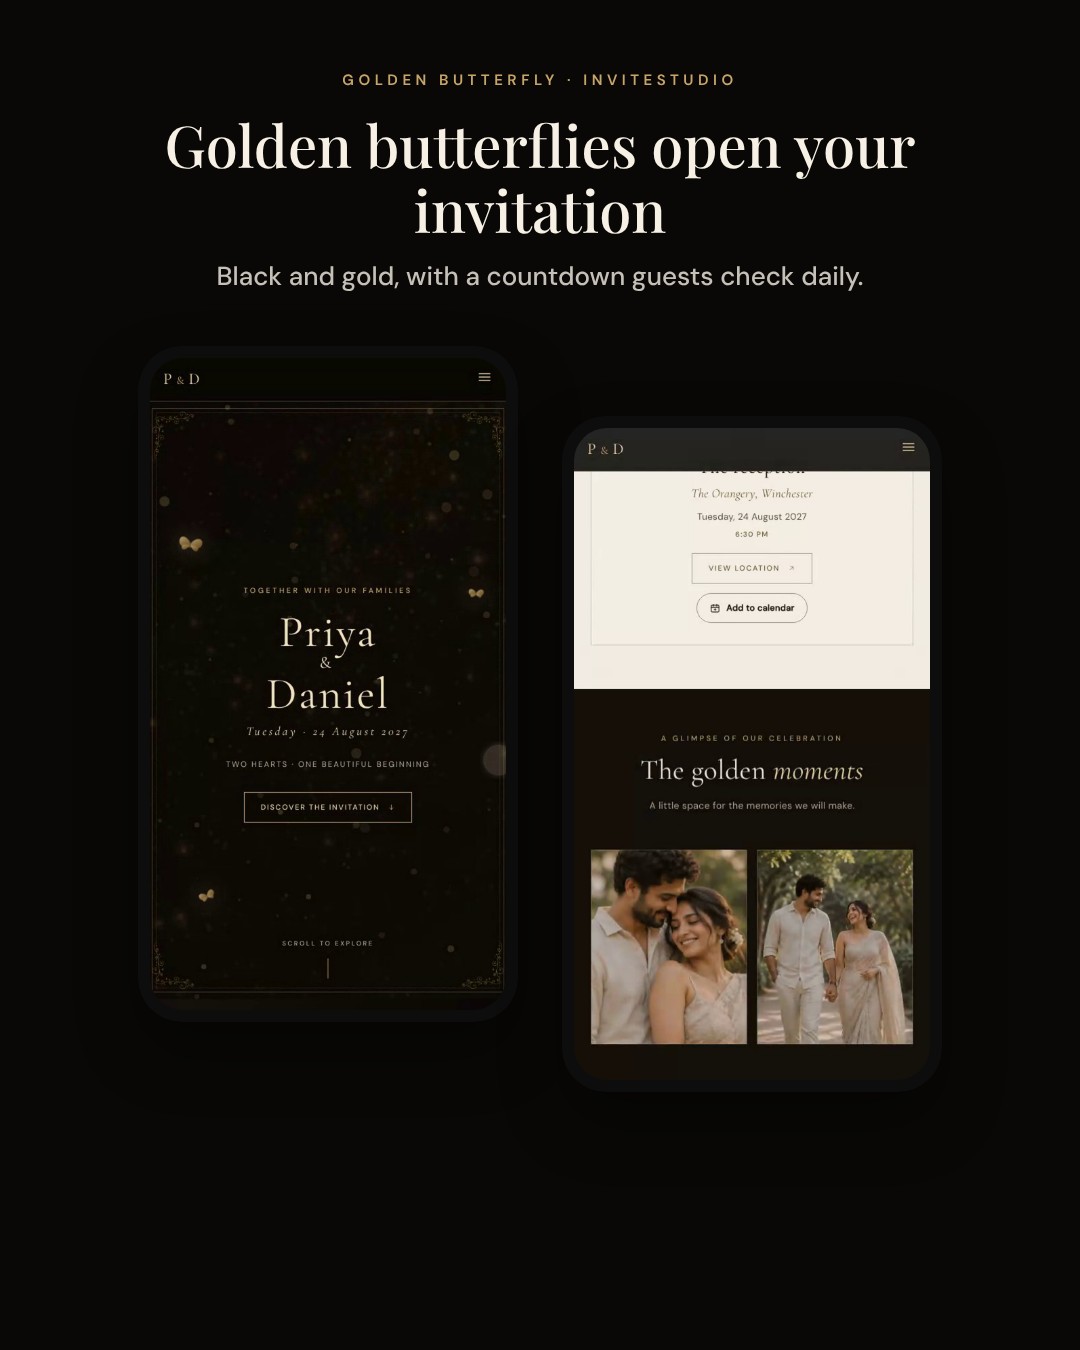 GOLDEN BUTTERFLY · INVITESTUDIO
Golden butterflies open your
invitation
Black and gold, with a countdown guests check daily.
P & D
TOGETHER WITH OUR FAMILIES
Priya
&
Daniel
Tuesday · 24 August 2027
TWO HEARTS · ONE BEAUTIFUL BEGINNING
DISCOVER THE INVITATION ↓
SCROLL TO EXPLORE
P & D
The reception
The Orangery, Winchester
Tuesday, 24 August 2027
6:30 PM
VIEW LOCATION ↗
Add to calendar
A GLIMPSE OF OUR CELEBRATION
The golden moments
A little space for the memories we will make.